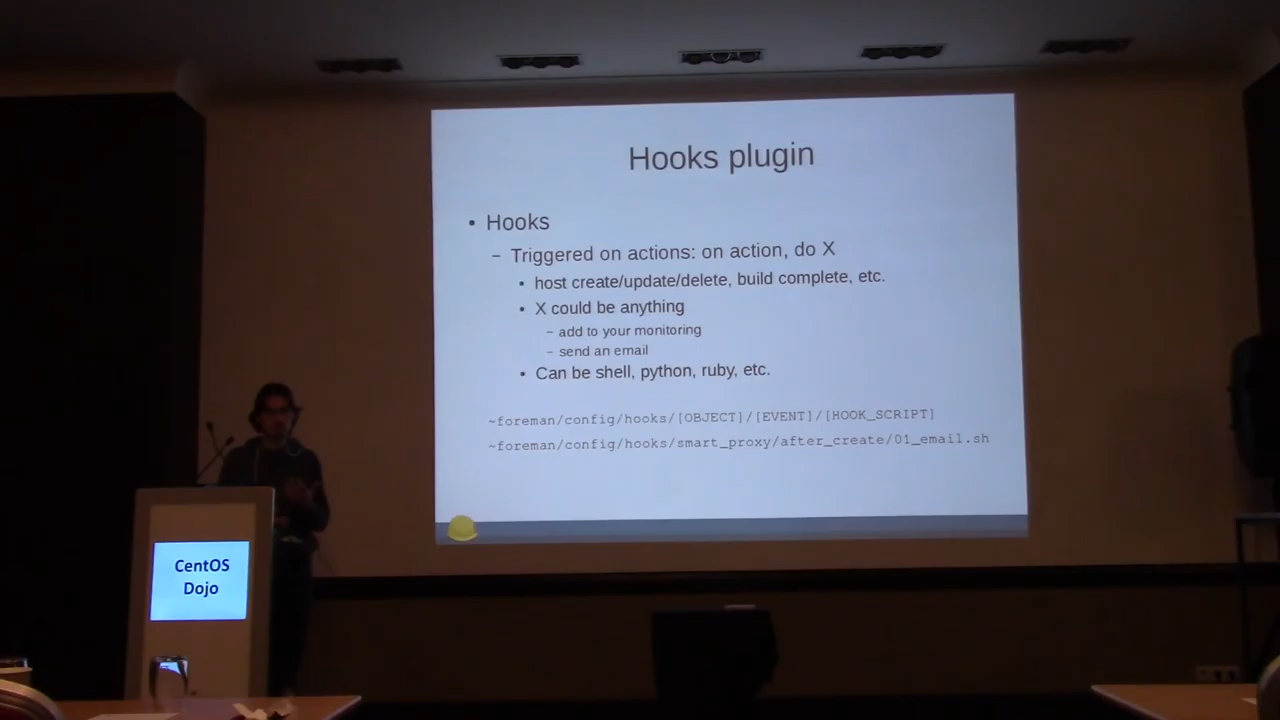 Hooks plugin
• Hooks
– Triggered on actions: on action, do X
• host create/update/delete, build complete, etc.
• X could be anything
– add to your monitoring
– send an email
• Can be shell, python, ruby, etc.
~foreman/config/hooks/[OBJECT]/[EVENT]/[HOOK_SCRIPT]
~foreman/config/hooks/smart_proxy/after_create/01_email.sh
CentOS
Dojo